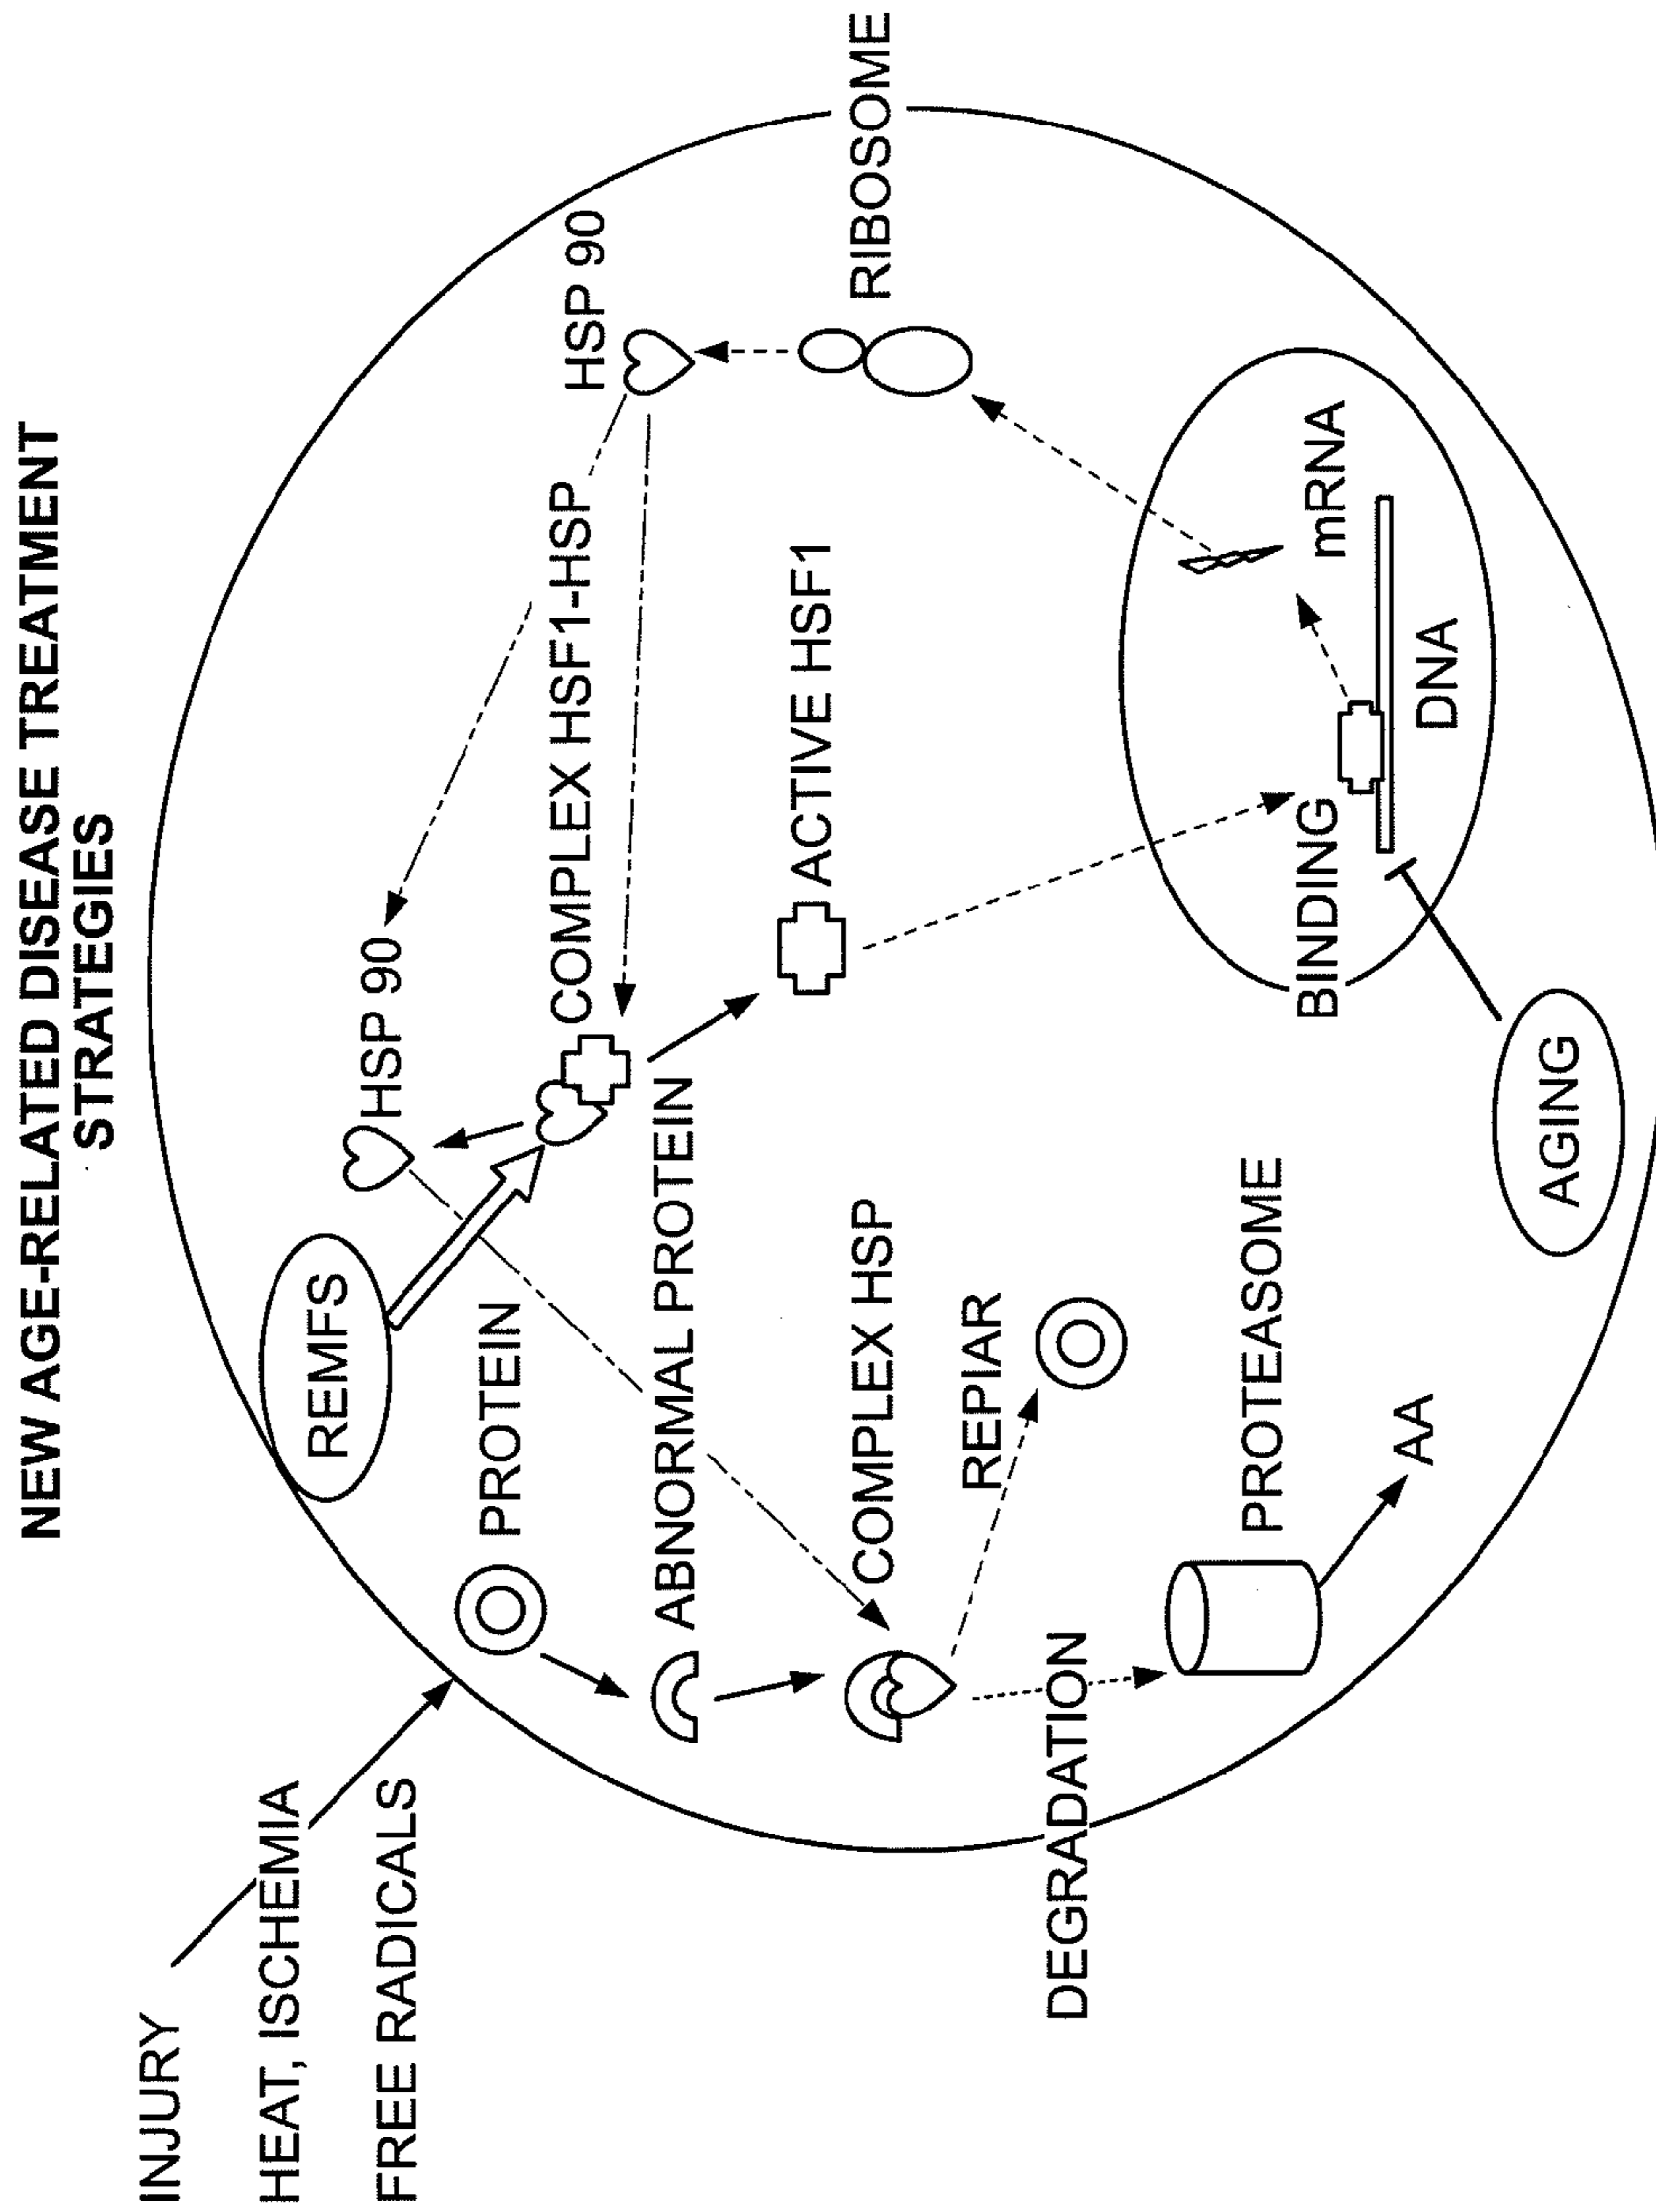 NEW AGE-RELATED DISEASE TREATMENT
STRATEGIES
INJURY
HEAT, ISCHEMIA
FREE RADICALS
REMFS
HSP 90
PROTEIN
HSP 90
COMPLEX HSF1-HSP
ABNORMAL PROTEIN
ACTIVE HSF1
COMPLEX HSP
RIBOSOME
REPIAR
DEGRADATION
PROTEASOME
BINDING
mRNA
AA
DNA
AGING